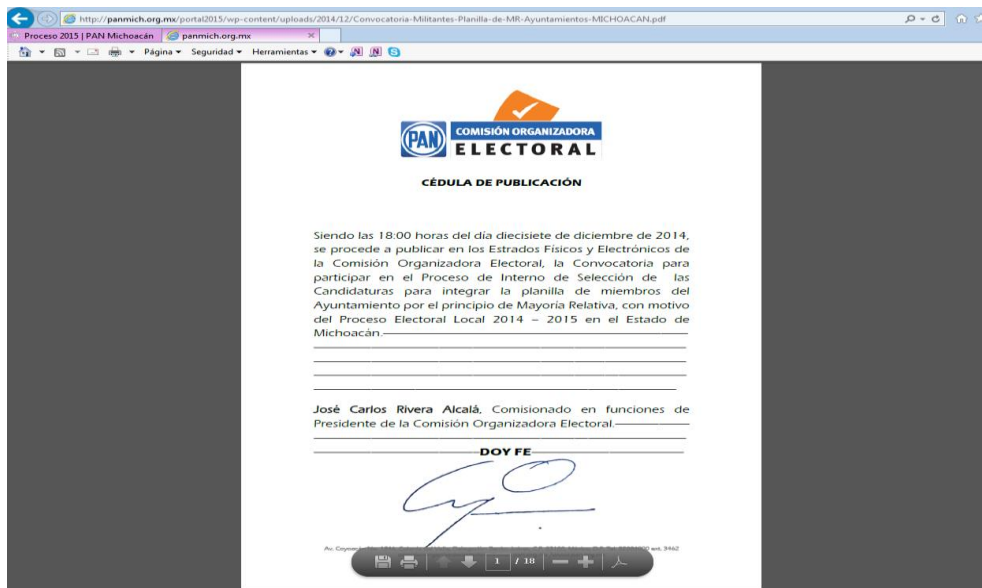 http://panmich.org.mx/portal2015/wp-content/uploads/2014/12/Convocatoria-Militantes-Planilla-de-MR-Ayuntamientos-MICHOACAN.pdf
Proceso 2015 | PAN Michoacán panmich.org.mx
Página Seguridad Herramientas
PAN COMISIÓN ORGANIZADORA
ELECTORAL
CÉDULA DE PUBLICACIÓN
Siendo las 18:00 horas del día diecisiete de diciembre de 2014,
se procede a publicar en los Estrados Físicos y Electrónicos de
la Comisión Organizadora Electoral, la Convocatoria para
participar en el Proceso de Interno de Selección de las
Candidaturas para integrar la planilla de miembros del
Ayuntamiento por el principio de Mayoría Relativa, con motivo
del Proceso Electoral Local 2014 – 2015 en el Estado de
Michoacán.
José Carlos Rivera Alcalá, Comisionado en funciones de
Presidente de la Comisión Organizadora Electoral.
DOY FE
1 / 18